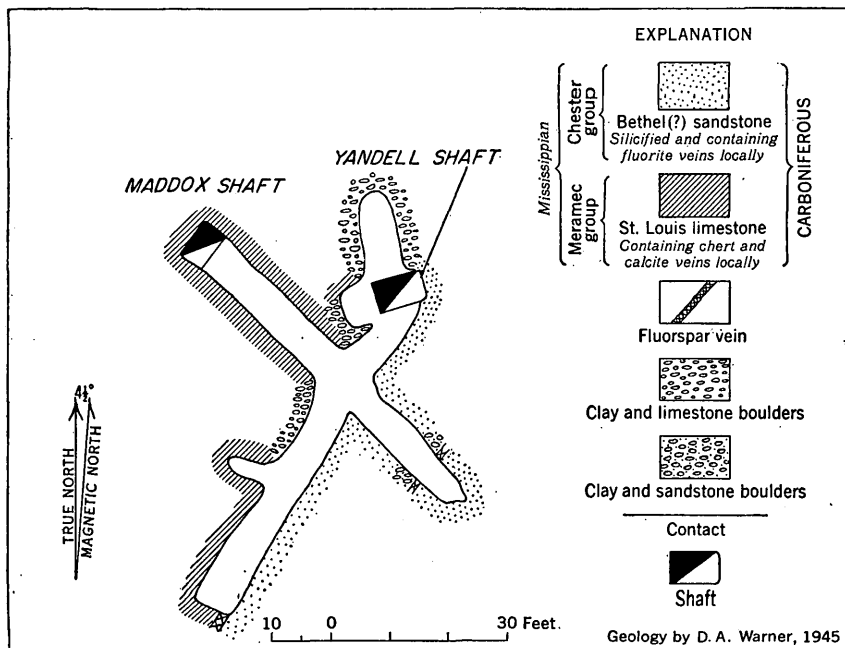 EXPLANATION
Mississippian
Chester group
Bethel(?) sandstone
Silicified and containing
fluorite veins locally
Meramec group
St. Louis limestone
Containing chert and
calcite veins locally
CARBONIFEROUS
Fluorspar vein
Clay and limestone boulders
Clay and sandstone boulders
Contact
Shaft
YANDELL SHAFT
MADDOX SHAFT
4½°
TRUE NORTH
MAGNETIC NORTH
10 0 30 Feet.
Geology by D. A. Warner, 1945